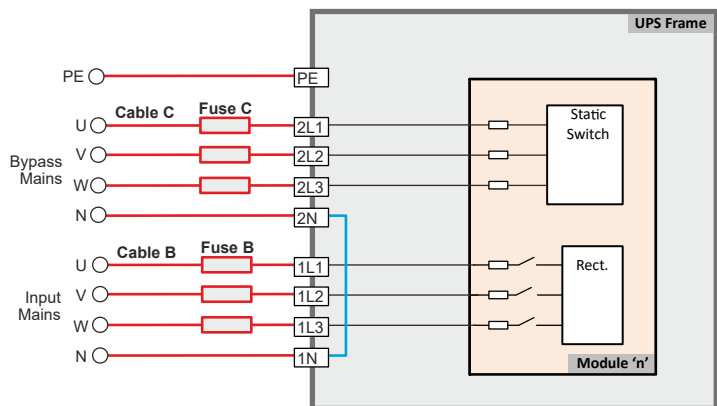 UPS Frame
PE
PE
Cable C
Fuse C
U
2L1
Static
Switch
V
2L2
Bypass
Mains
W
2L3
N
2N
Cable B
Fuse B
U
1L1
Rect.
V
1L2
Input
Mains
W
1L3
N
1N
Module ‘n’